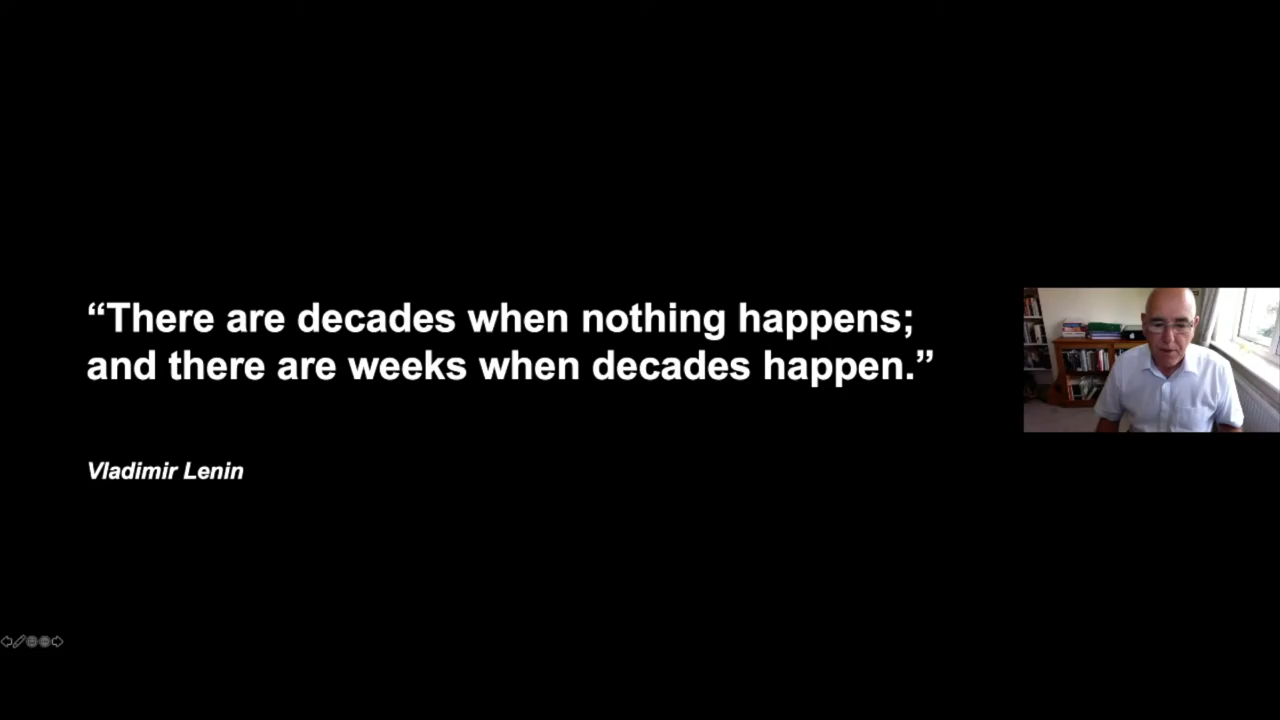 “There are decades when nothing happens;
and there are weeks when decades happen.”
Vladimir Lenin